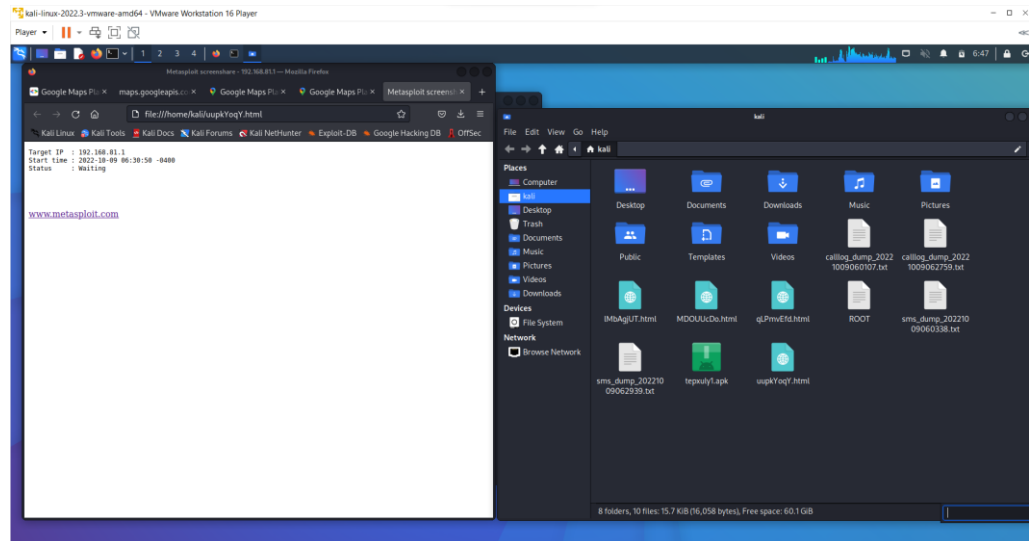 kali-linux-2022.3-vmware-amd64 - VMware Workstation 16 Player
Player
1 2 3 4
6:47
Metasploit screenshare - 192.168.81.1 — Mozilla Firefox
Google Maps Pla
maps.googleapis.co
Google Maps Pla
Google Maps Pla
Metasploit screensh
file:///home/kali/uupkYoqY.html
Kali Linux Kali Tools Kali Docs Kali Forums Kali NetHunter Exploit-DB Google Hacking DB OffSec
Target IP : 192.168.81.1
Start time : 2022-10-09 06:30:50 -0400
Status : Waiting
www.metasploit.com
kali
File Edit View Go Help
kali
Places
Computer
kali
Desktop
Trash
Documents
Music
Pictures
Videos
Downloads
Devices
File System
Network
Browse Network
Desktop Documents Downloads Music Pictures
Public Templates Videos calllog_dump_2022 calllog_dump_2022
1009060107.txt 1009062759.txt
lMbAgjUT.html MDOUUcDo.html qLPmvEfd.html ROOT sms_dump_202210
09060338.txt
sms_dump_202210 tepxuly1.apk uupkYoqY.html
09062939.txt
8 folders, 10 files: 15.7 KiB (16,058 bytes), Free space: 60.1 GiB